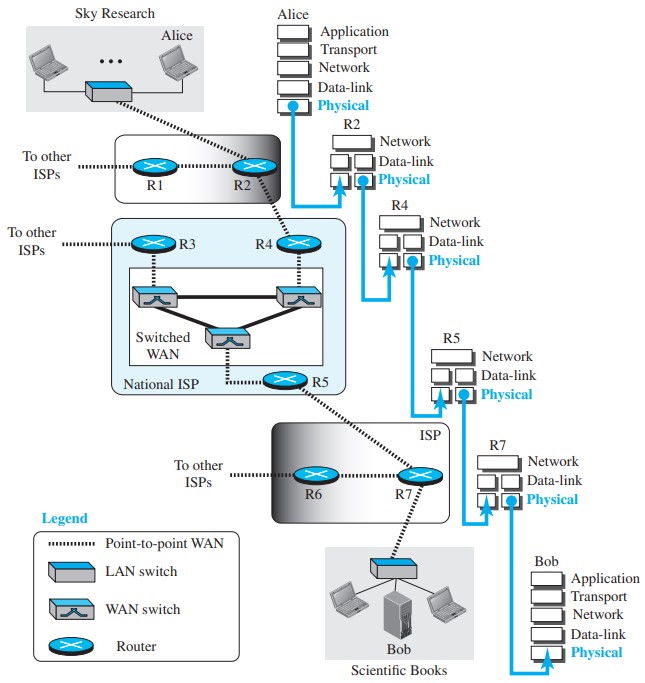 Sky Research
Alice
To other
ISPs
R1
R2
To other
ISPs
R3
R4
Switched
WAN
National ISP
R5
ISP
To other
ISPs
R6
R7
Bob
Scientific Books
Legend
Point-to-point WAN
LAN switch
WAN switch
Router
Alice
Application
Transport
Network
Data-link
Physical
R2
Network
Data-link
Physical
R4
Network
Data-link
Physical
R5
Network
Data-link
Physical
R7
Network
Data-link
Physical
Bob
Application
Transport
Network
Data-link
Physical